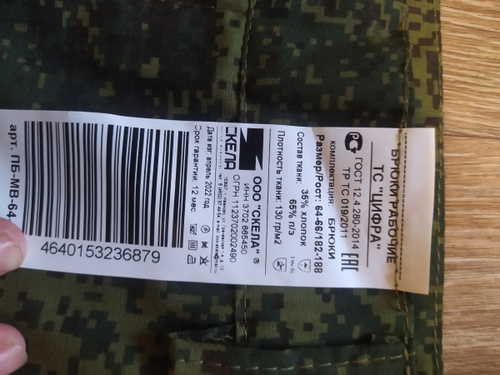 БРЮКИ РАБОЧИЕ
ТС "ЦИФРА"
ГОСТ 12.4.280-2014
ТР ТС 019/2011
комплектация: БРЮКИ
Размер/Рост: 64-66/182-188
Состав ткани: 35% хлопок
65% п/э
Плотность ткани: 130 гр/м2
СКЕЛА
ООО "СКЕЛА" ®
ИНН 3702 665450
ОГРН 1123702002490
Дата изг. апрель 2022 год
Срок гарантии: 12 мес.
4640153236879
арт. ПБ-МВ-64